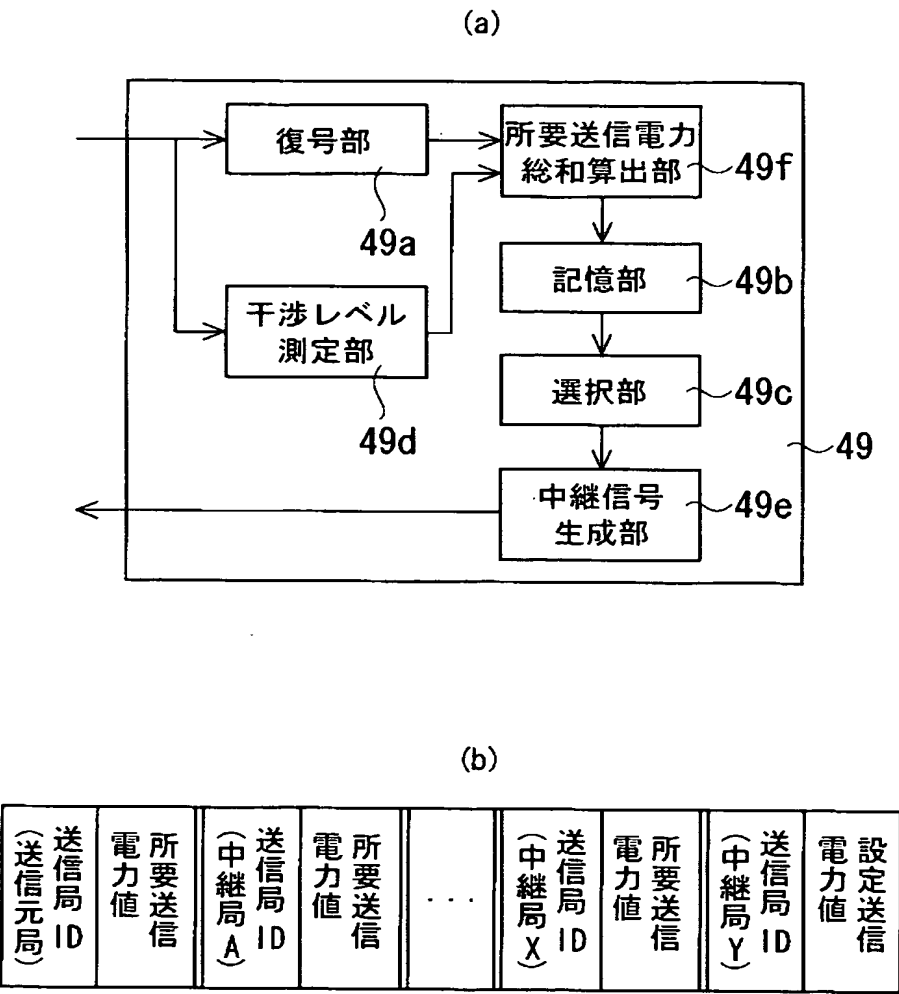 (a)
復号部
49a
所要送信電力
総和算出部
49f
記憶部
49b
干渉レベル
測定部
49d
選択部
49c
49
中継信号
生成部
49e
(b)
送信局ID
(送信元局)
所要送信
電力値
送信局ID
(中継局A)
所要送信
電力値
...
送信局ID
(中継局X)
所要送信
電力値
送信局ID
(中継局Y)
設定送信
電力値